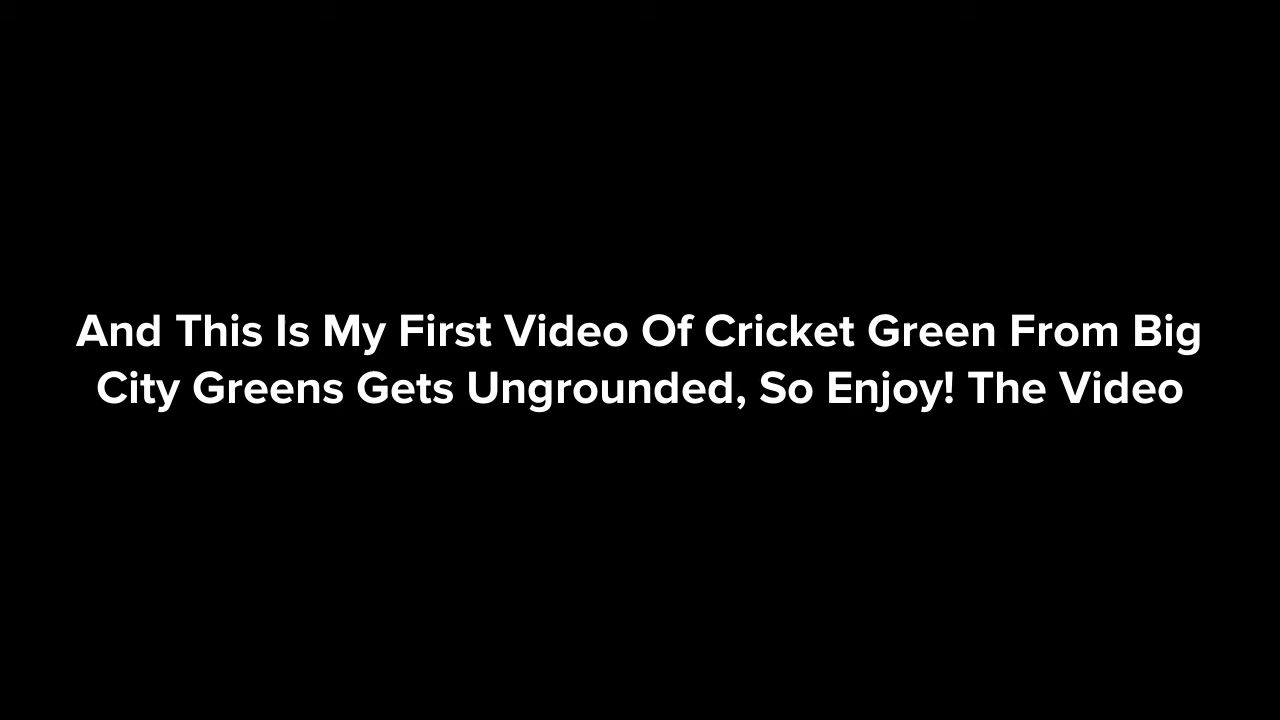 And This Is My First Video Of Cricket Green From Big
City Greens Gets Ungrounded, So Enjoy! The Video